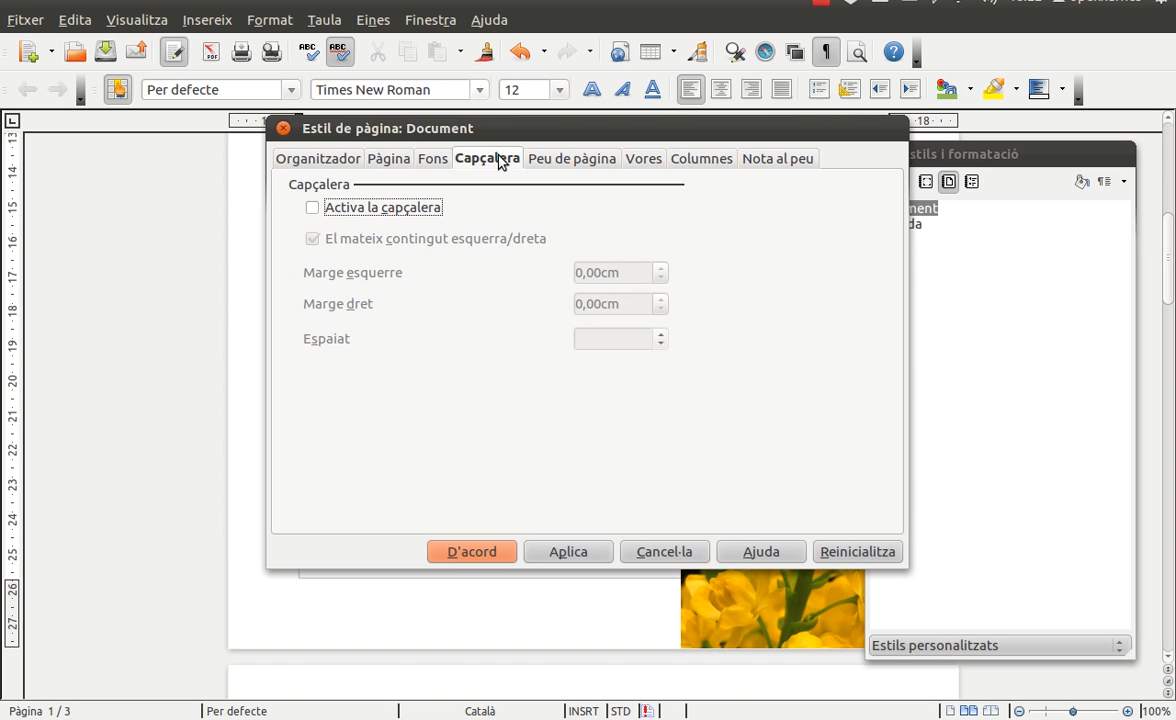 Fitxer Edita Visualitza Insereix Format Taula Eines Finestra Ajuda
Per defecte Times New Roman 12
18
Estil de pàgina: Document
stils i formatació
Organitzador Pàgina Fons Capçalera Peu de pàgina Vores Columnes Nota al peu
Capçalera
Activa la capçalera
ment
da
El mateix contingut esquerra/dreta
Marge esquerre 0,00cm
Marge dret 0,00cm
Espaiat
D'acord Aplica Cancel·la Ajuda Reinicialitza
Estils personalitzats
Pàgina 1/3 Per defecte Català INSRT STD 100%